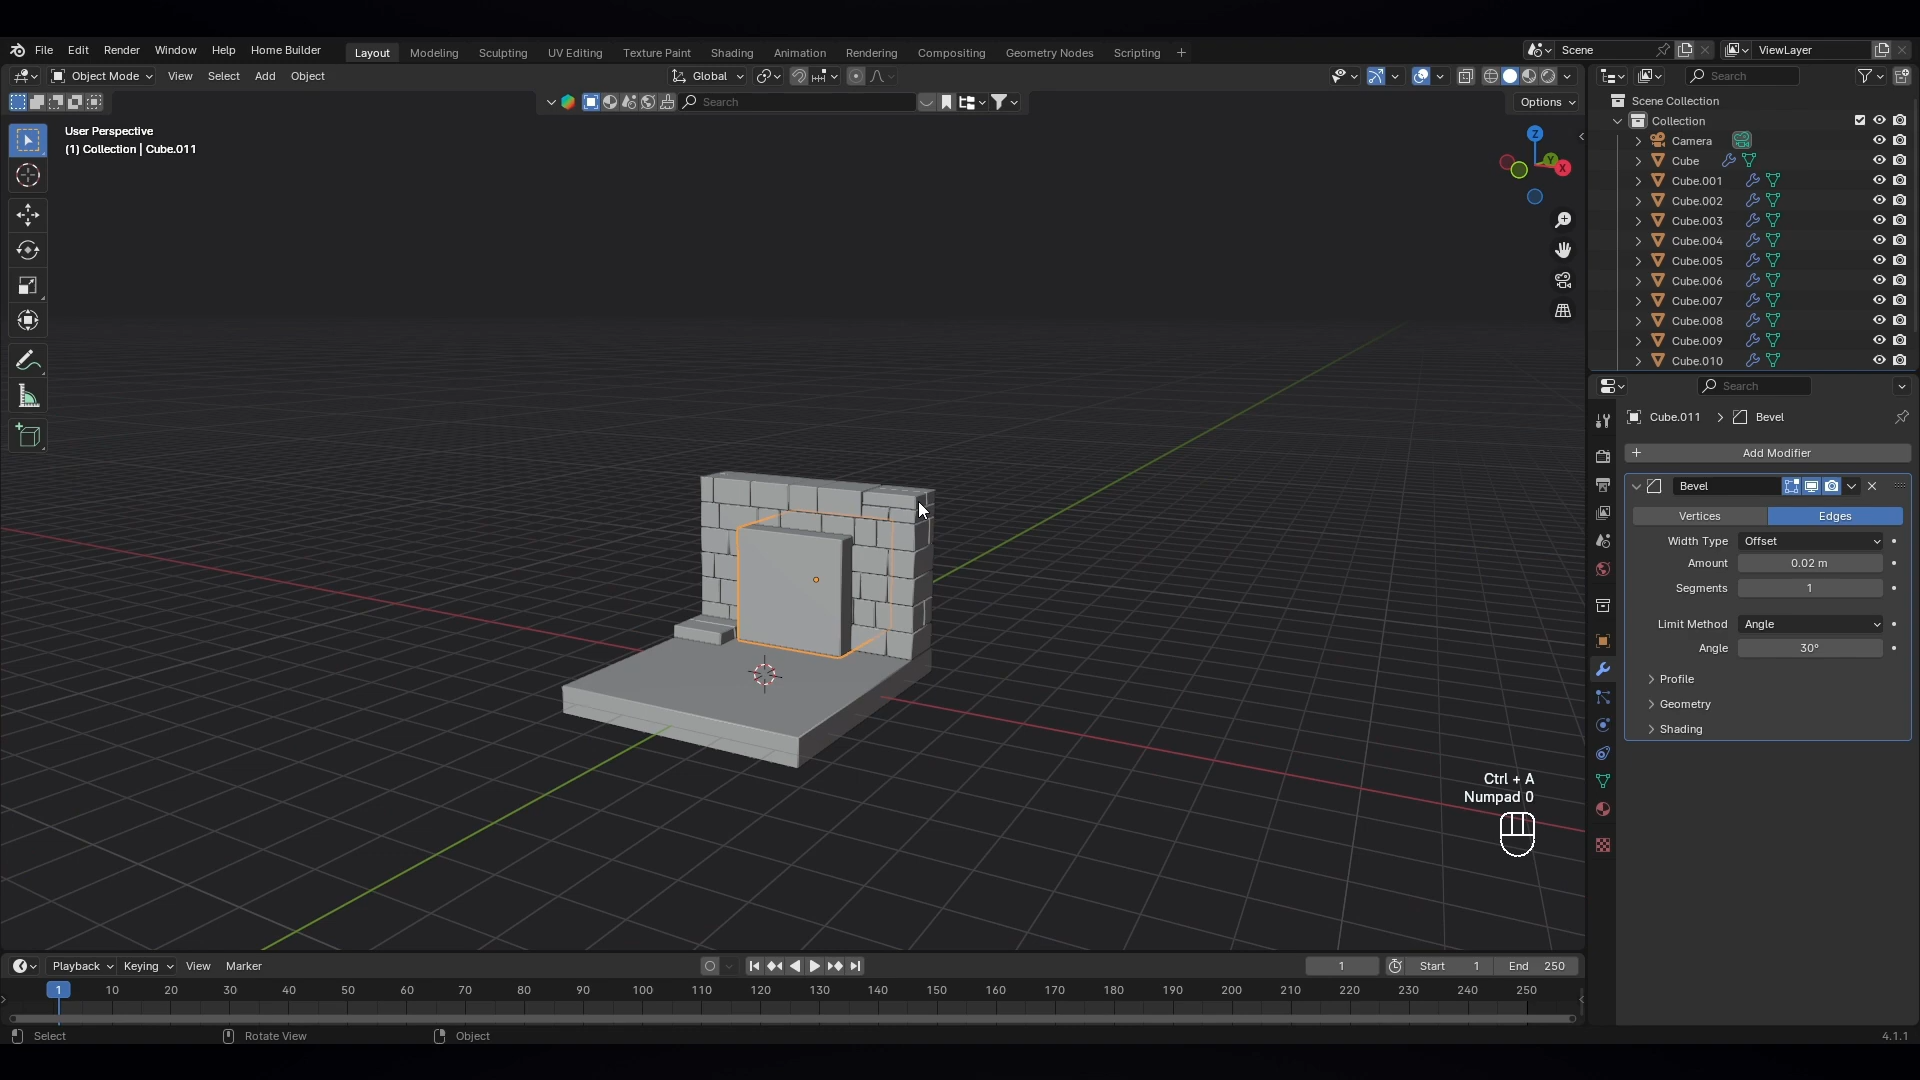 File Edit Render Window Help Home Builder Layout Modeling Sculpting UV Editing Texture Paint Shading Animation Rendering Compositing Geometry Nodes Scripting + Scene ViewLayer
Object Mode View Select Add Object Global Search
Search Options
User Perspective
(1) Collection | Cube.011
Z
Y
X
Scene Collection
Collection
Camera
Cube
Cube.001
Cube.002
Cube.003
Cube.004
Cube.005
Cube.006
Cube.007
Cube.008
Cube.009
Cube.010
Search
Cube.011 > Bevel
+ Add Modifier
Bevel
Vertices Edges
Width Type Offset
Amount 0.02 m
Segments 1
Limit Method Angle
Angle 30°
Profile
Geometry
Shading
Ctrl + A
Numpad 0
Playback Keying View Marker 1 Start 1 End 250
1 10 20 30 40 50 60 70 80 90 100 110 120 130 140 150 160 170 180 190 200 210 220 230 240 250
Select Rotate View Object 4.1.1